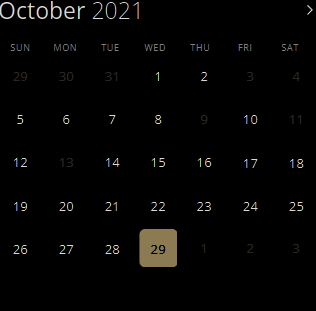 October 2021
SUN MON TUE WED THU FRI SAT
29 30 31 1 2 3 4
5 6 7 8 9 10 11
12 13 14 15 16 17 18
19 20 21 22 23 24 25
26 27 28 29 1 2 3